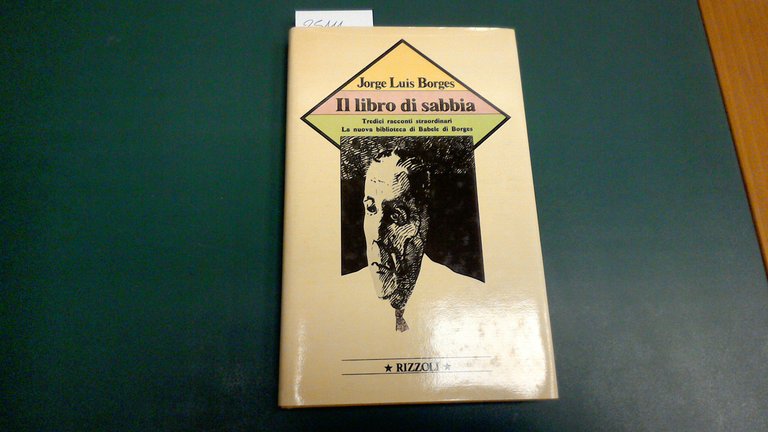 Jorge Luis Borges
Il libro di sabbia
Tredici racconti straordinari
La nuova biblioteca di Babele di Borges
★ RIZZOLI ★